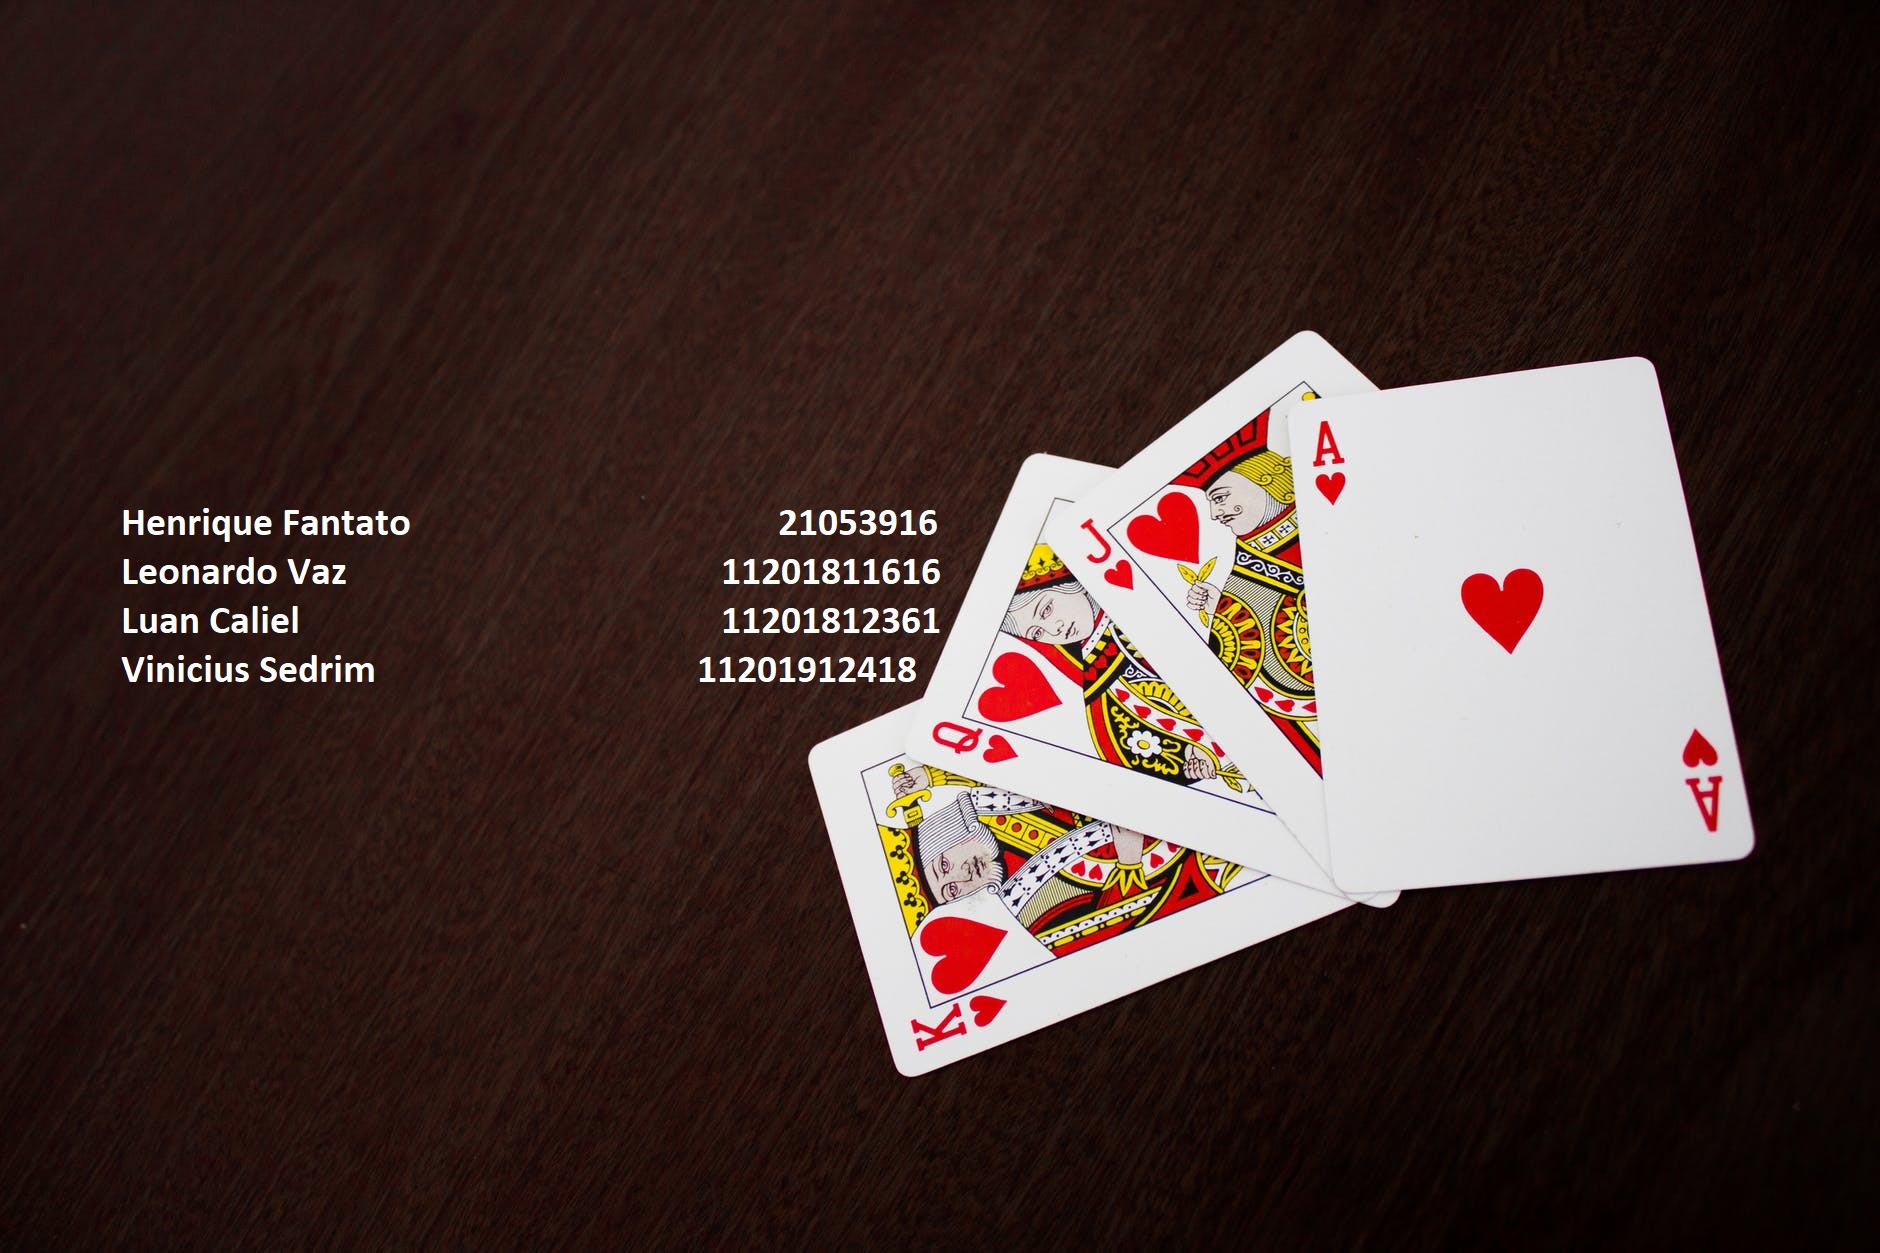 Henrique Fantato 21053916
Leonardo Vaz 11201811616
Luan Caliel 11201812361
Vinicius Sedrim 11201912418
A
J
Q
K
A